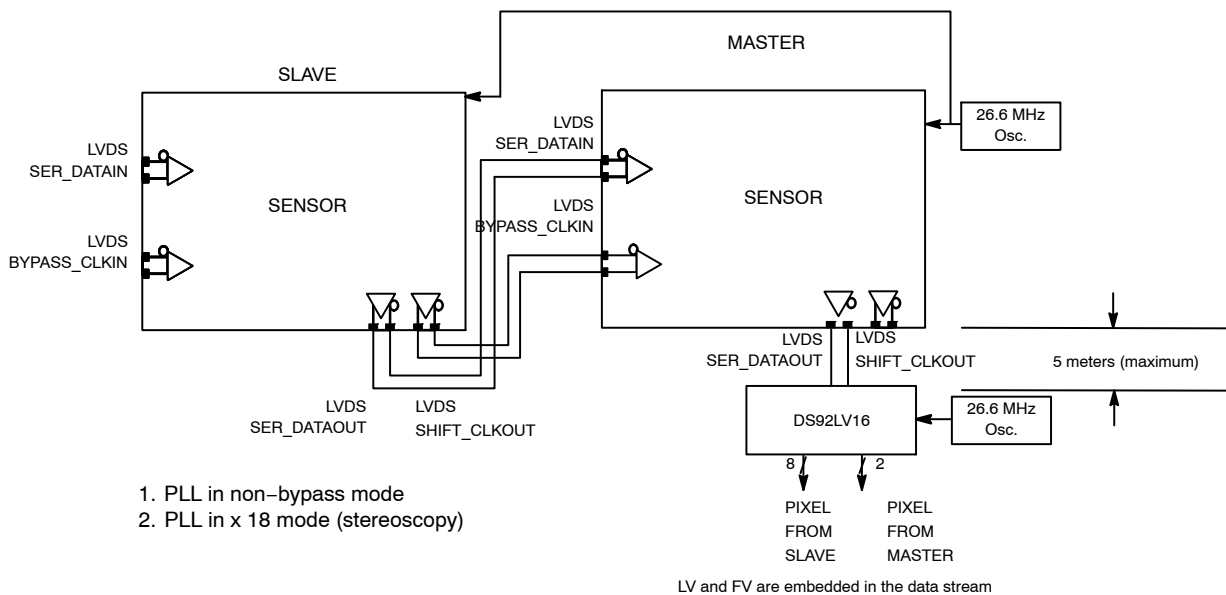 MASTER
SLAVE
26.6 MHz
Osc.
LVDS
SER_DATAIN
SENSOR
LVDS
BYPASS_CLKIN
LVDS
SER_DATAIN
SENSOR
LVDS
BYPASS_CLKIN
LVDS
SER_DATAOUT
LVDS
SHIFT_CLKOUT
LVDS
SER_DATAOUT
LVDS
SHIFT_CLKOUT
5 meters (maximum)
DS92LV16
26.6 MHz
Osc.
8
2
PIXEL
FROM
SLAVE
PIXEL
FROM
MASTER
1. PLL in non−bypass mode
2. PLL in x 18 mode (stereoscopy)
LV and FV are embedded in the data stream